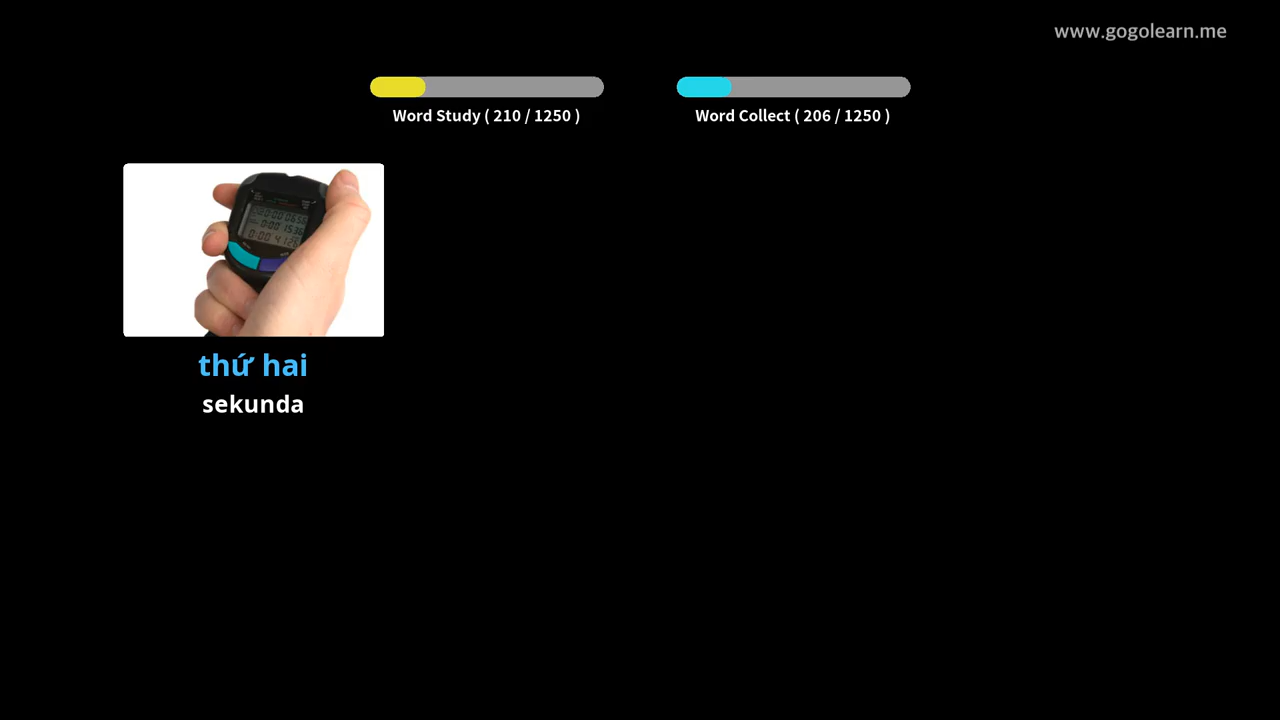 www.gogolearn.me
Word Study ( 210 / 1250 )
Word Collect ( 206 / 1250 )
thứ hai
sekunda